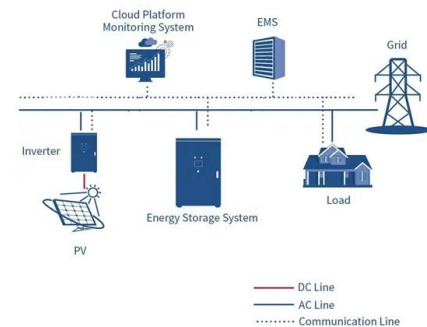 Cloud Platform
Monitoring System
EMS
Grid
Inverter
Energy Storage System
Load
PV
DC Line
AC Line
Communication Line